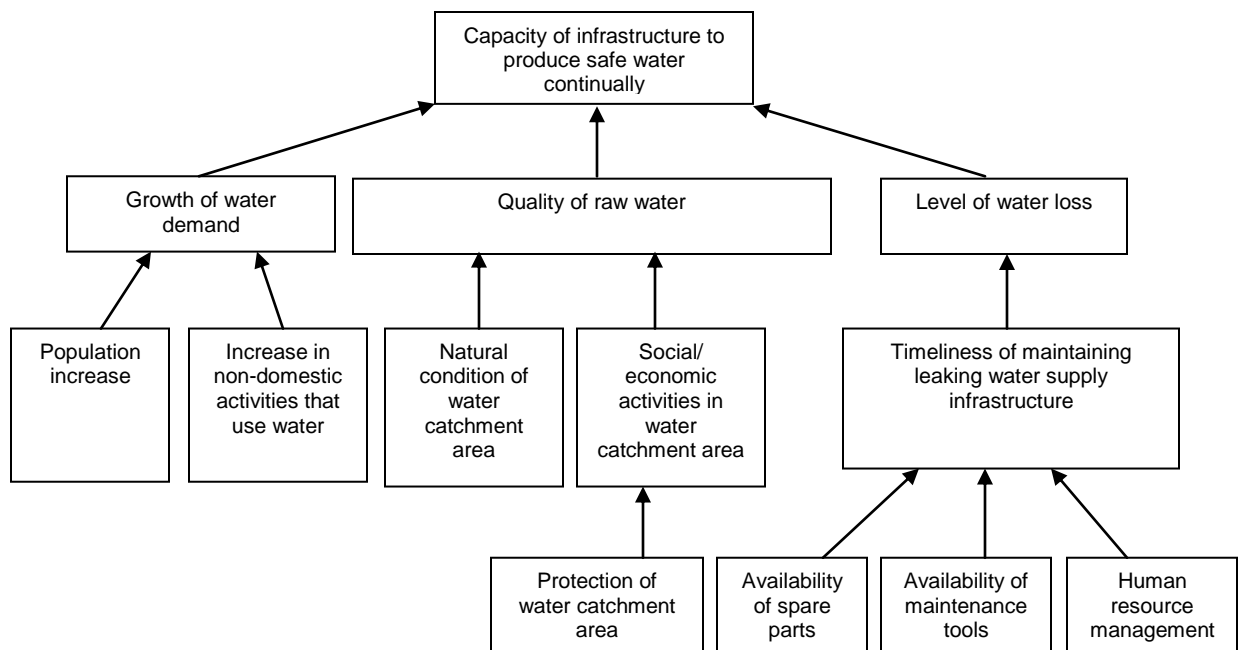 Capacity of infrastructure to
produce safe water
continually
Growth of water
demand
Quality of raw water
Level of water loss
Population
increase
Increase in
non-domestic
activities that
use water
Natural
condition of
water
catchment
area
Social/
economic
activities in
water
catchment area
Timeliness of maintaining
leaking water supply
infrastructure
Protection of
water catchment
area
Availability
of spare
parts
Availability of
maintenance
tools
Human
resource
management